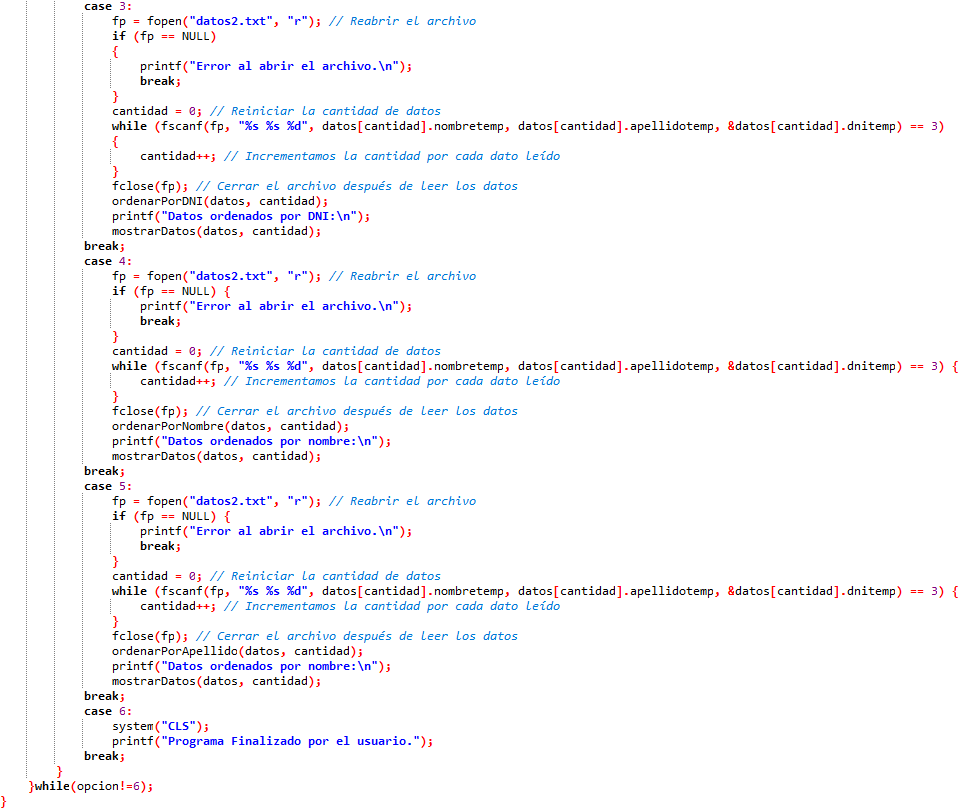 case 3:
fp = fopen("datos2.txt", "r"); // Reabrir el archivo
if (fp == NULL)
{
printf("Error al abrir el archivo.\n");
break;
}
cantidad = 0; // Reiniciar la cantidad de datos
while (fscanf(fp, "%s %s %d", datos[cantidad].nombretemp, datos[cantidad].apellidotemp, &datos[cantidad].dnitemp) == 3)
{
cantidad++; // Incrementamos la cantidad por cada dato leído
}
fclose(fp); // Cerrar el archivo después de leer los datos
ordenarPorDNI(datos, cantidad);
printf("Datos ordenados por DNI:\n");
mostrarDatos(datos, cantidad);
break;
case 4:
fp = fopen("datos2.txt", "r"); // Reabrir el archivo
if (fp == NULL) {
printf("Error al abrir el archivo.\n");
break;
}
cantidad = 0; // Reiniciar la cantidad de datos
while (fscanf(fp, "%s %s %d", datos[cantidad].nombretemp, datos[cantidad].apellidotemp, &datos[cantidad].dnitemp) == 3) {
cantidad++; // Incrementamos la cantidad por cada dato leído
}
fclose(fp); // Cerrar el archivo después de leer los datos
ordenarPorNombre(datos, cantidad);
printf("Datos ordenados por nombre:\n");
mostrarDatos(datos, cantidad);
break;
case 5:
fp = fopen("datos2.txt", "r"); // Reabrir el archivo
if (fp == NULL) {
printf("Error al abrir el archivo.\n");
break;
}
cantidad = 0; // Reiniciar la cantidad de datos
while (fscanf(fp, "%s %s %d", datos[cantidad].nombretemp, datos[cantidad].apellidotemp, &datos[cantidad].dnitemp) == 3) {
cantidad++; // Incrementamos la cantidad por cada dato leído
}
fclose(fp); // Cerrar el archivo después de leer los datos
ordenarPorApellido(datos, cantidad);
printf("Datos ordenados por nombre:\n");
mostrarDatos(datos, cantidad);
break;
case 6:
system("CLS");
printf("Programa Finalizado por el usuario.");
break;
}
}while(opcion!=6);
}